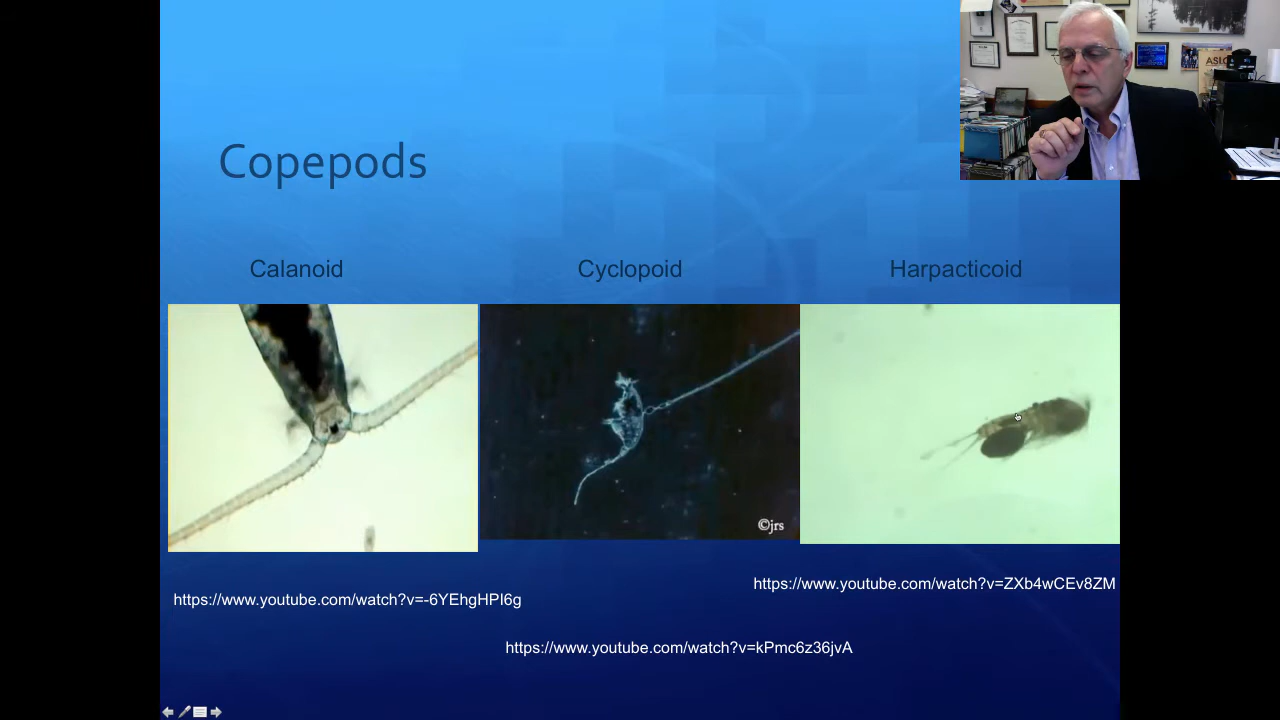 Copepods
ASLO
Calanoid
Cyclopoid
Harpacticoid
©jrs
https://www.youtube.com/watch?v=-6YEhgHPI6g
https://www.youtube.com/watch?v=ZXb4wCEv8ZM
https://www.youtube.com/watch?v=kPmc6z36jvA